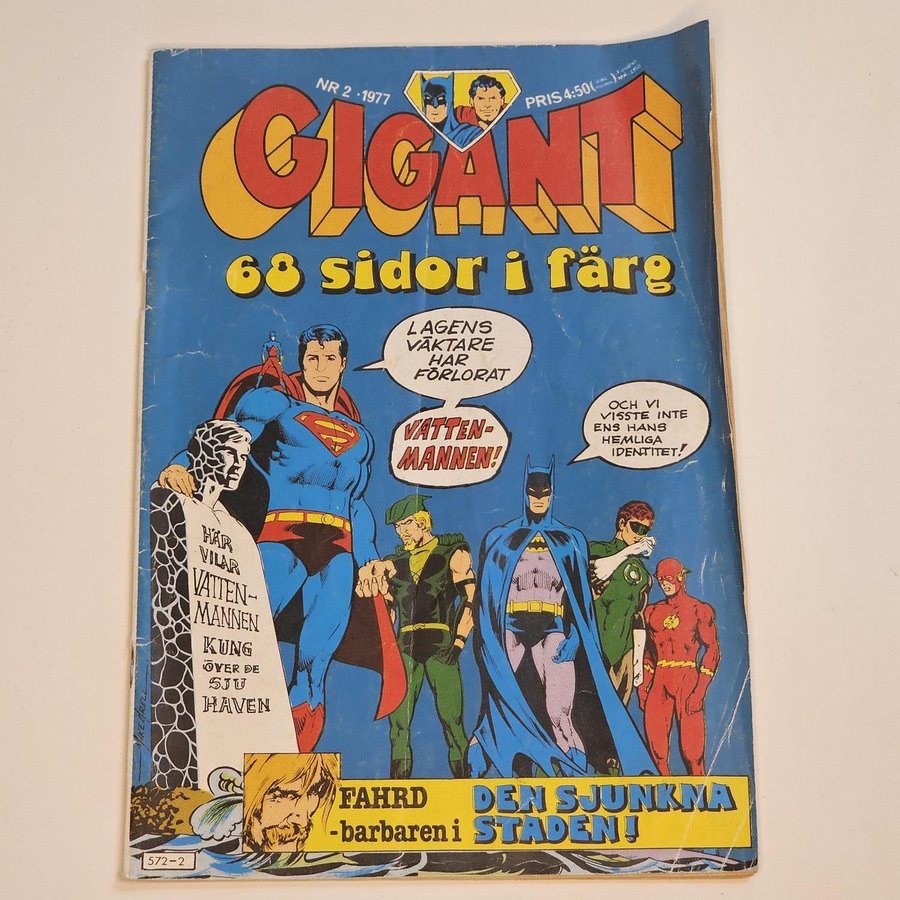 NR 2 · 1977
PRIS 4:50
GIGANT
68 sidor i färg
LAGENS
VÄKTARE
HAR
FÖRLORAT
VATTEN-
MANNEN!
OCH VI
VISSTE INTE
ENS HANS
HEMLIGA
IDENTITET!
HÄR
VILAR
VATTEN-
MANNEN
KUNG
ÖVER DE
SJU
HAVEN
FAHRD
-barbaren i
DEN SJUNKNA
STADEN!
572-2